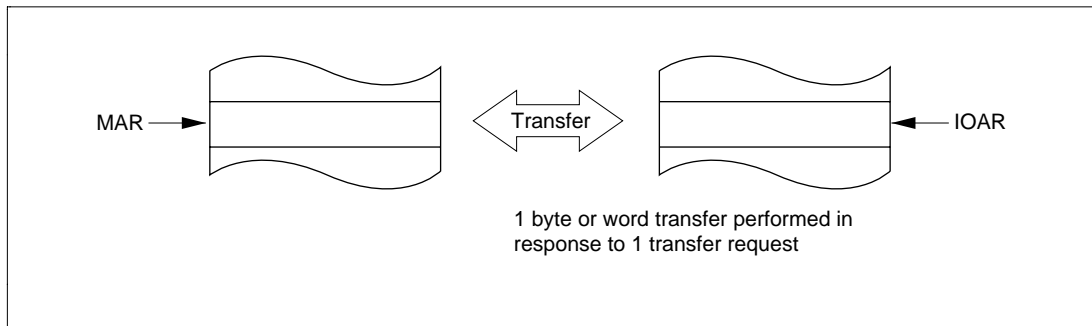 MAR
Transfer
IOAR
1 byte or word transfer performed in
response to 1 transfer request